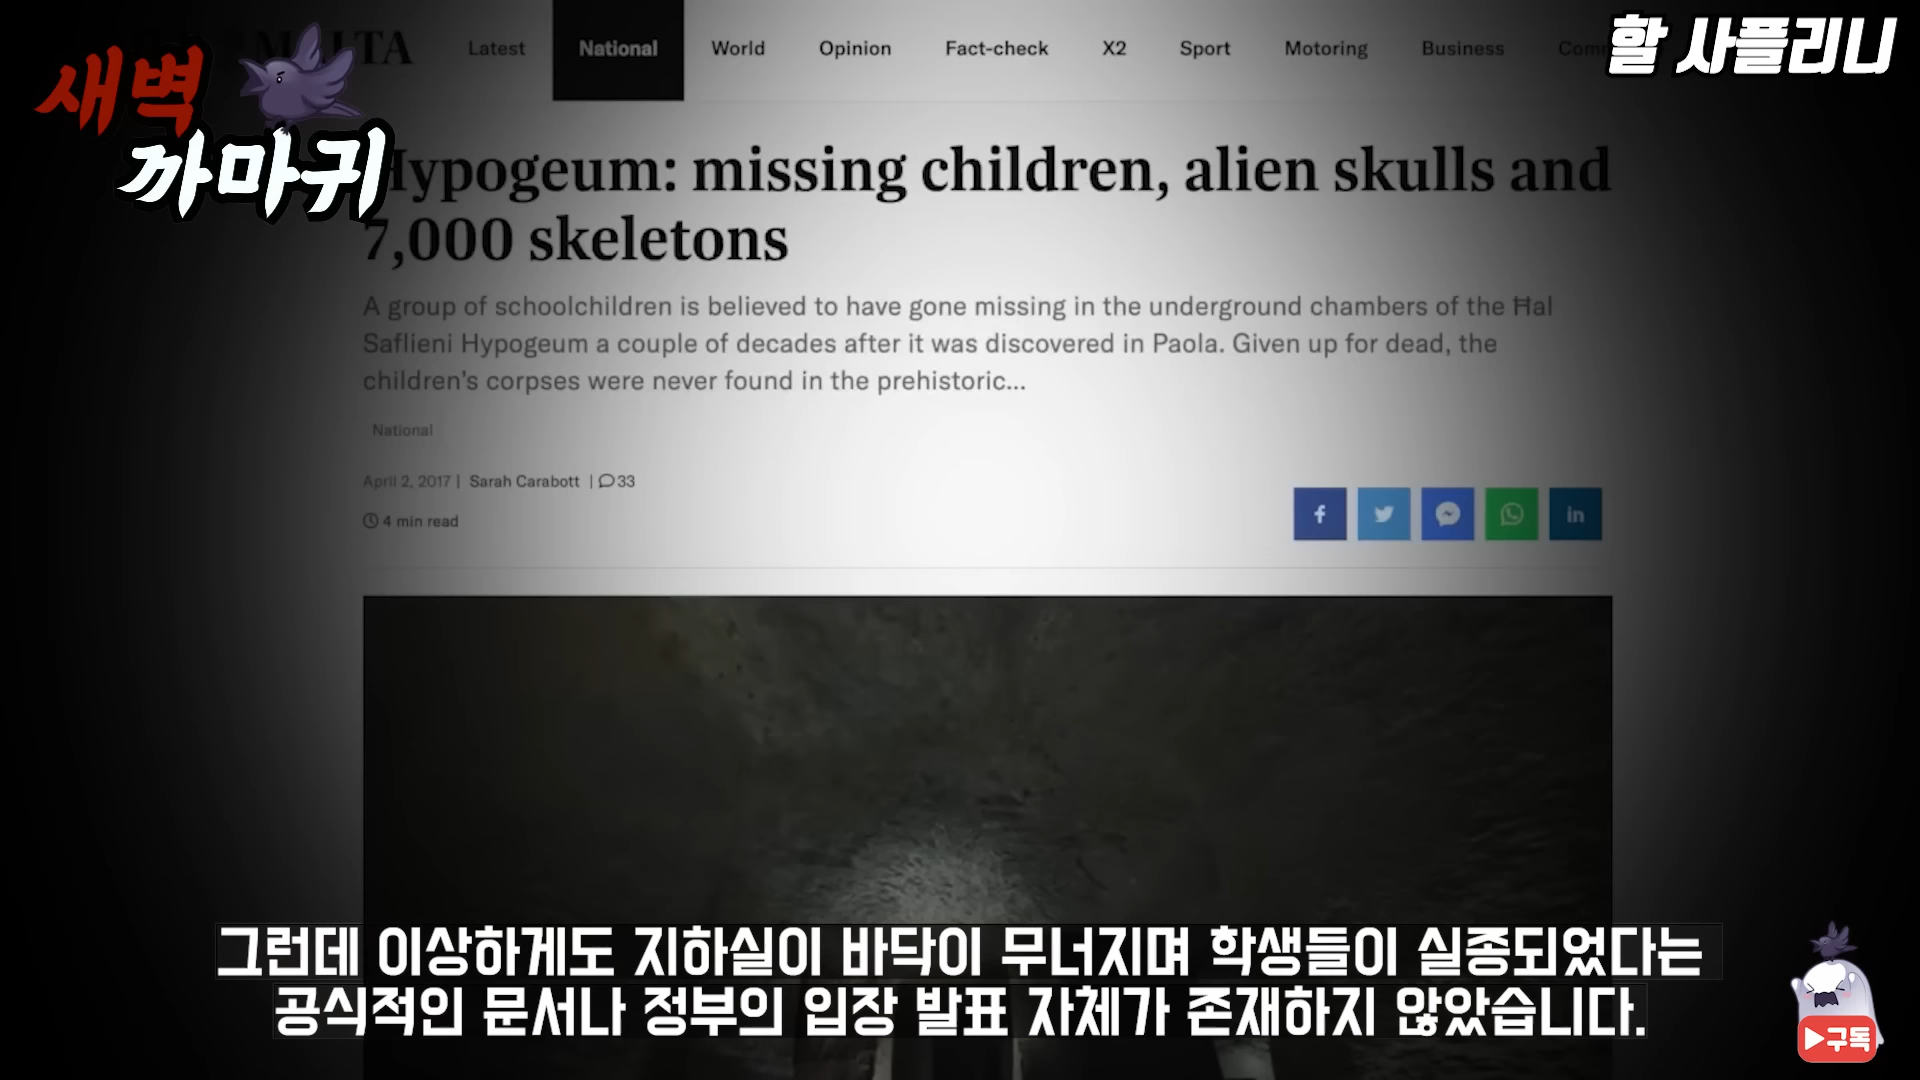 새벽
까마귀
할 사플리니
Latest National World Opinion Fact-check X2 Sport Motoring Business
Hypogeum: missing children, alien skulls and
7,000 skeletons
A group of schoolchildren is believed to have gone missing in the underground chambers of the Ħal
Saflieni Hypogeum a couple of decades after it was discovered in Paola. Given up for dead, the
children's corpses were never found in the prehistoric...
National
April 2, 2017 | Sarah Carabott | 33
4 min read
그런데 이상하게도 지하실이 바닥이 무너지며 학생들이 실종되었다는
공식적인 문서나 정부의 입장 발표 자체가 존재하지 않았습니다.
구독